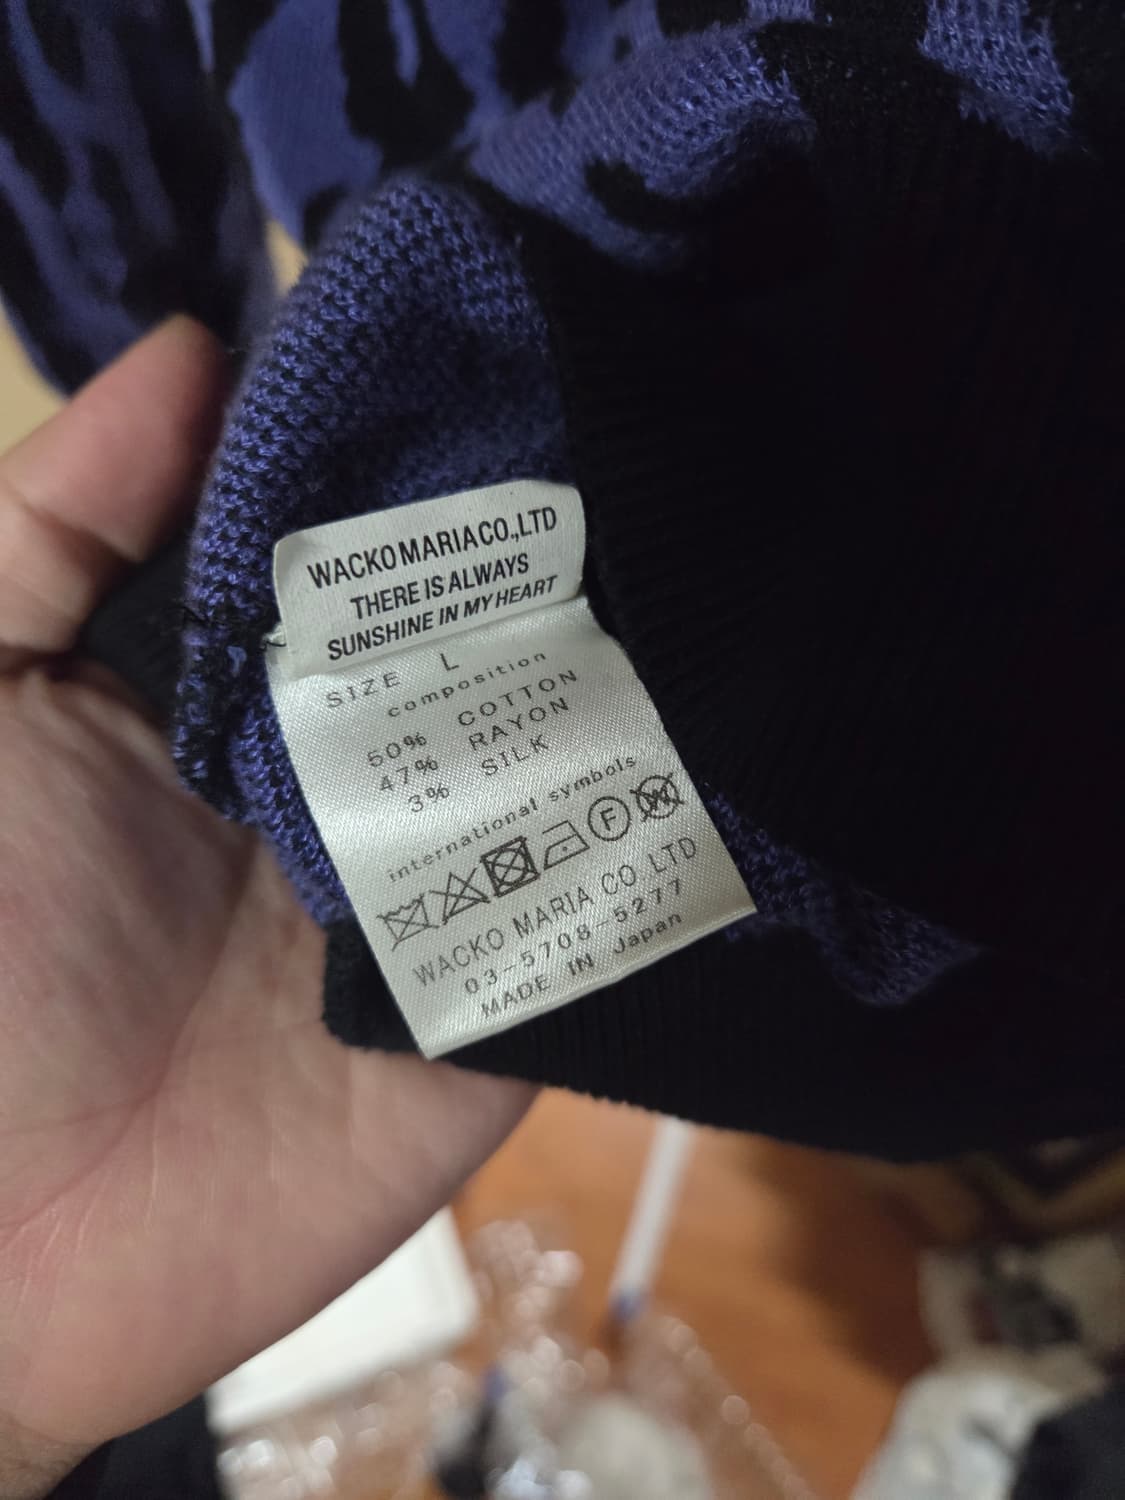 WACKO MARIA CO.,LTD
THERE IS ALWAYS
SUNSHINE IN MY HEART
SIZE L
composition
50% COTTON
47% RAYON
3% SILK
international symbols
F W
WACKO MARIA CO LTD
03-5708-5277
MADE IN Japan